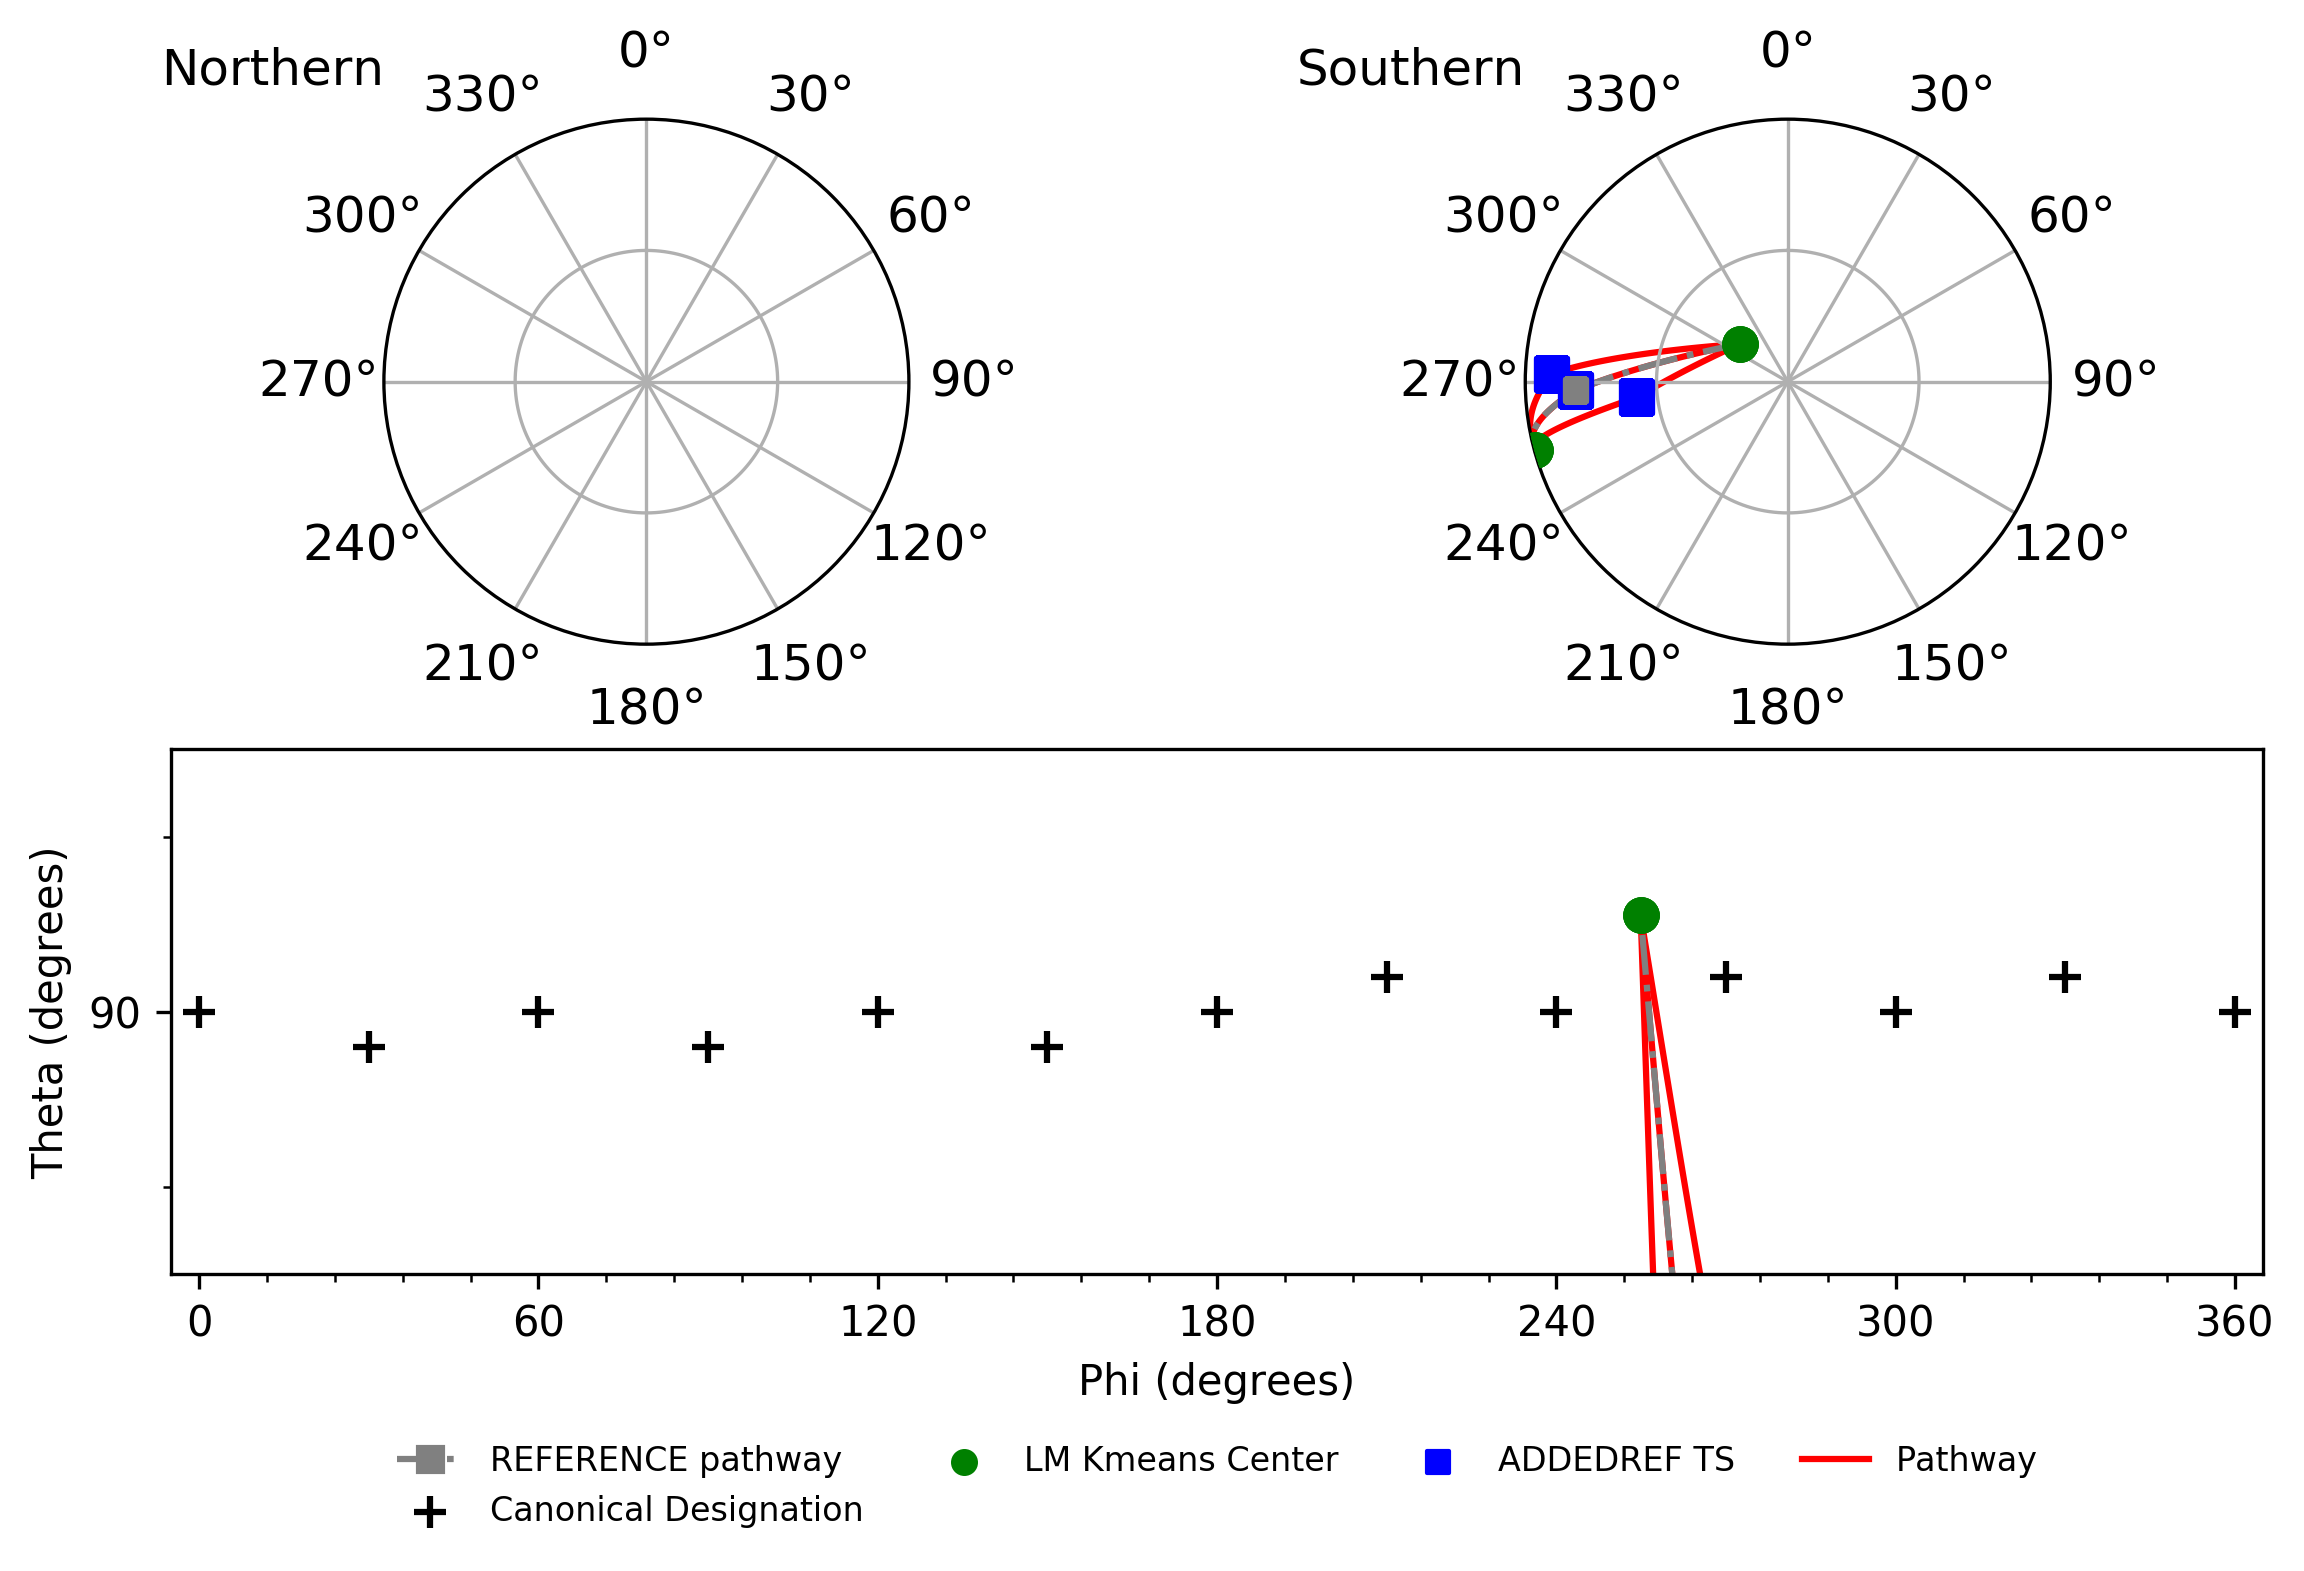 Northern
0°
30°
60°
90°
120°
150°
180°
210°
240°
270°
300°
330°
Southern
0°
30°
60°
90°
120°
150°
180°
210°
240°
270°
300°
330°
Theta (degrees)
90
0 60 120 180 240 300 360
Phi (degrees)
REFERENCE pathway
Canonical Designation
LM Kmeans Center
ADDEDREF TS
Pathway